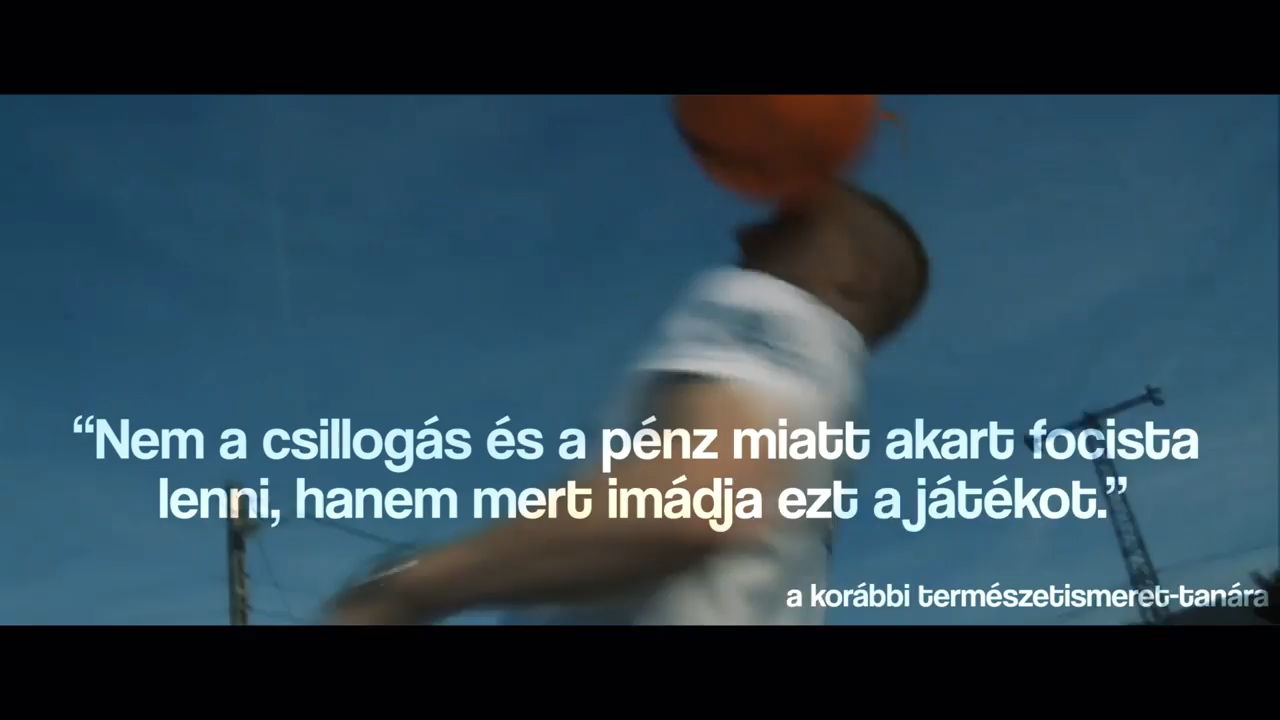 “Nem a csillogás és a pénz miatt akart focista
lenni, hanem mert imádja ezt a játékot.”
a korábbi természetismeret-tanára